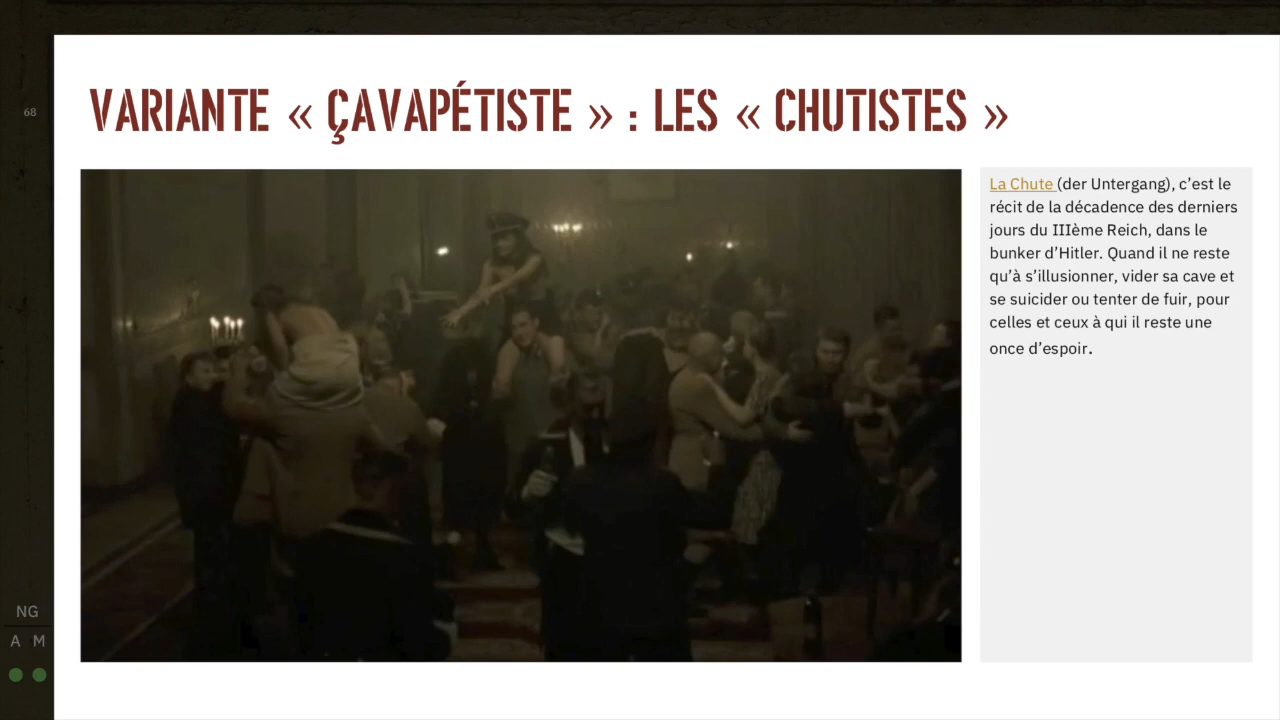 68
VARIANTE « ÇAVAPÉTISTE » : LES « CHUTISTES »
La Chute (der Untergang), c’est le
récit de la décadence des derniers
jours du IIIème Reich, dans le
bunker d’Hitler. Quand il ne reste
qu’à s’illusionner, vider sa cave et
se suicider ou tenter de fuir, pour
celles et ceux à qui il reste une
once d’espoir.
NG
A M